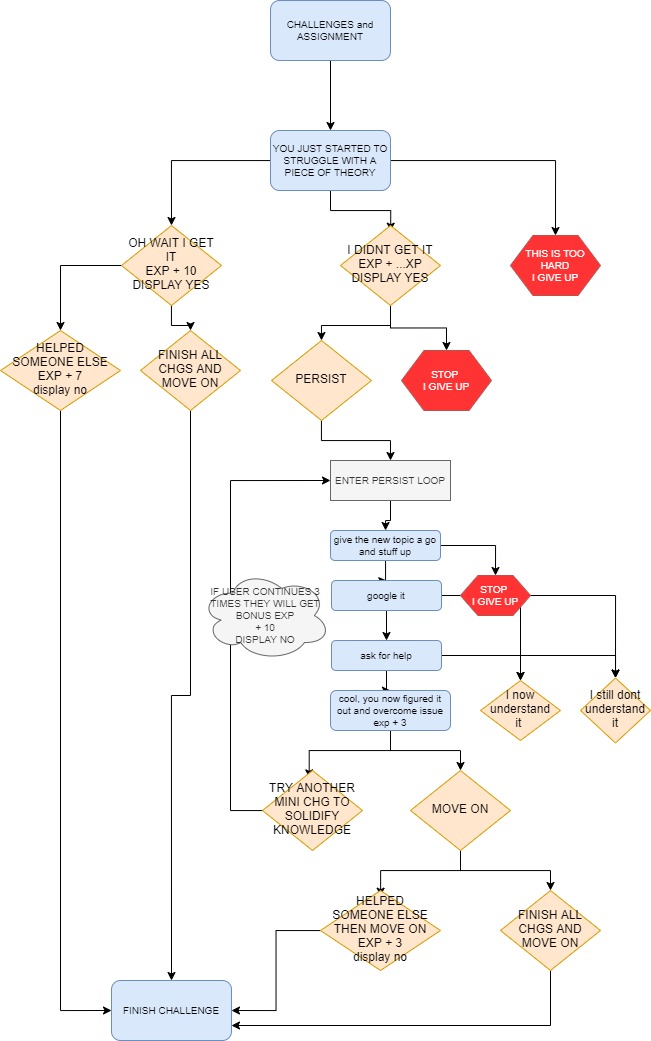 CHALLENGES and
ASSIGNMENT
YOU JUST STARTED TO
STRUGGLE WITH A
PIECE OF THEORY
OH WAIT I GET
IT
EXP + 10
DISPLAY YES
I DIDNT GET IT
EXP + ...XP
DISPLAY YES
THIS IS TOO
HARD
I GIVE UP
HELPED
SOMEONE ELSE
EXP + 7
display no
FINISH ALL
CHGS AND
MOVE ON
PERSIST
STOP
I GIVE UP
ENTER PERSIST LOOP
give the new topic a go
and stuff up
IF USER CONTINUES 3
TIMES THEY WILL GET
BONUS EXP
+ 10
DISPLAY NO
google it
STOP
I GIVE UP
ask for help
cool, you now figured it
out and overcome issue
exp + 3
I now
understand
it
I still dont
understand
it
TRY ANOTHER
MINI CHG TO
SOLIDIFY
KNOWLEDGE
MOVE ON
HELPED
SOMEONE ELSE
THEN MOVE ON
EXP + 3
display no
FINISH ALL
CHGS AND
MOVE ON
FINISH CHALLENGE